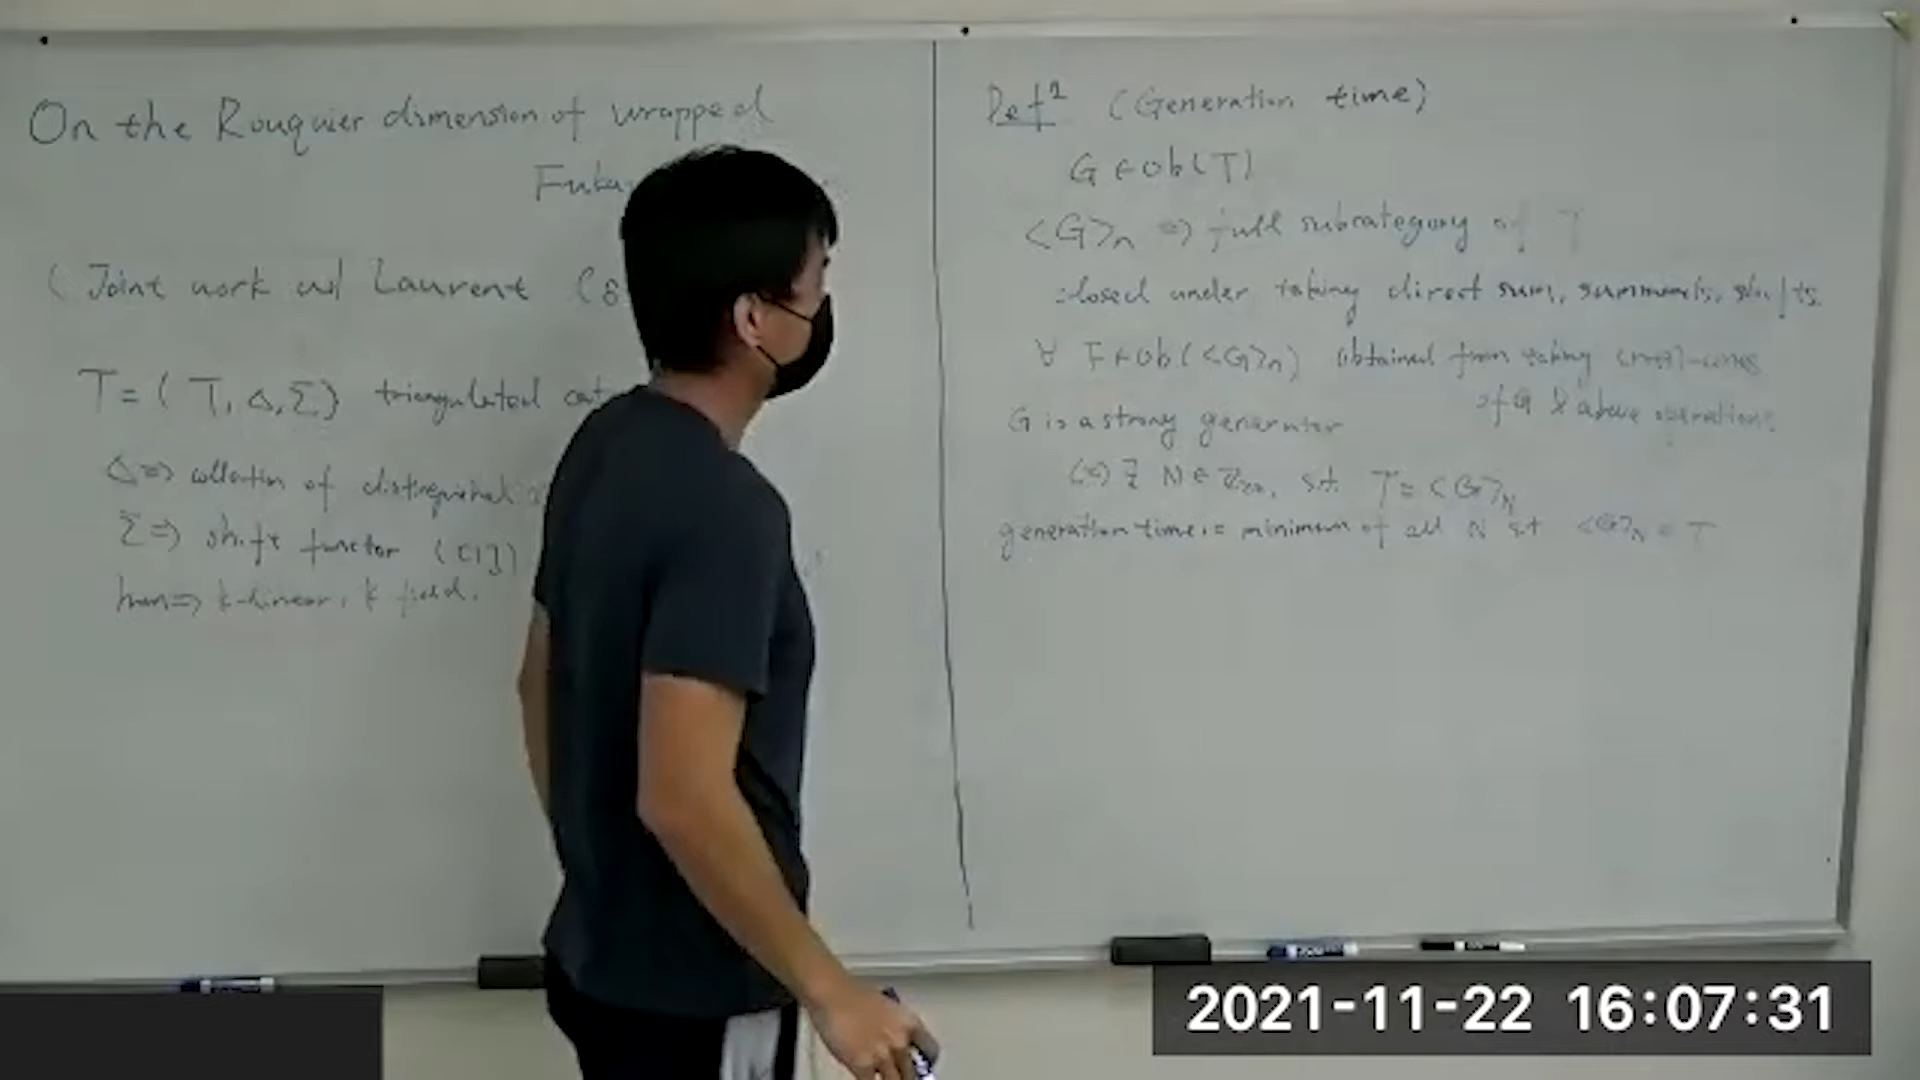 On the Rouquier dimension of wrapped
Fuka
(Joint work w/ Laurent Cô
T = (T, Δ, Σ) triangulated cat
Δ => collection of distinguished
Σ => shift functor ([1])
hom => k-linear, k field.
Defⁿ (Generation time)
G ∈ Ob(T)
<G>ₙ => full subcategory of T
closed under taking direct sum, summands, shifts
∀ F ∈ Ob(<G>ₙ) obtained from taking (n+1)-cones
of G & above operations
G is a strong generator
(=) ∃ N ∈ ℤ≥₀, s.t. T = <G>_N
generation time := minimum of all N s.t. <G>_N = T
2021-11-22 16:07:31